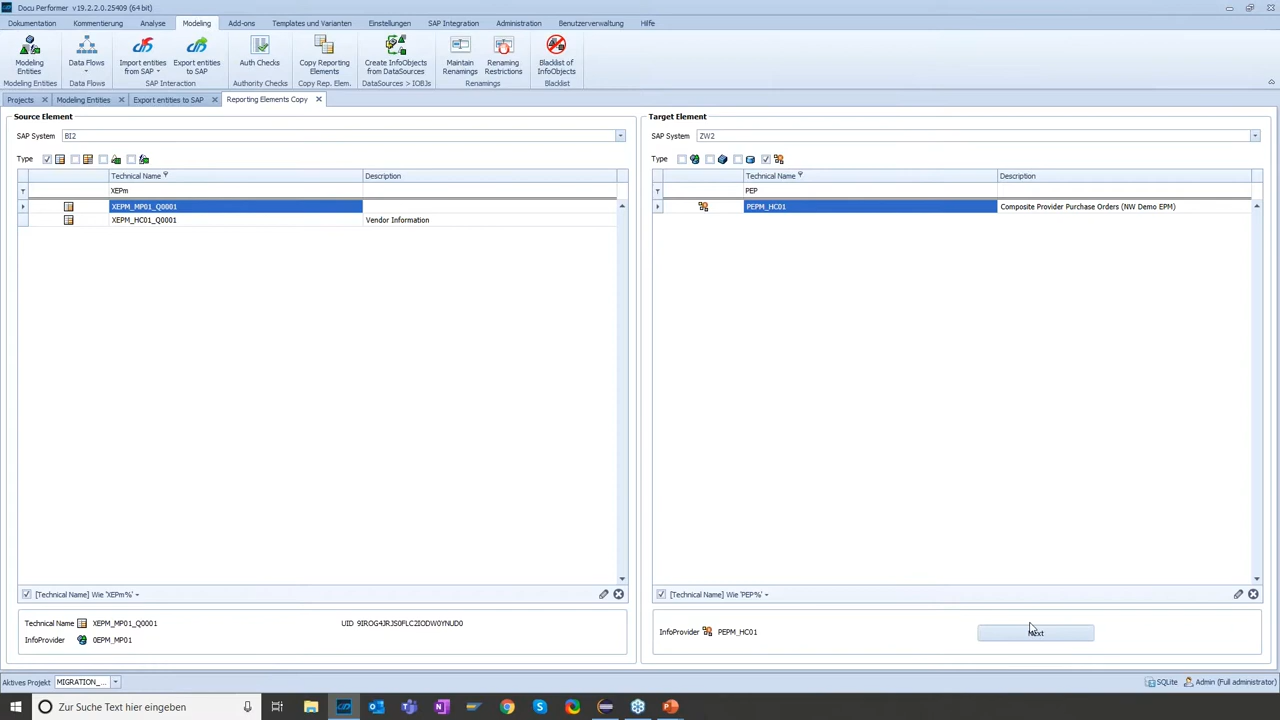 Docu Performer v19.2.2.0.25409 (64 bit)
Dokumentation Kommentierung Analyse Modeling Add-ons Templates und Varianten Einstellungen SAP Integration Administration Benutzerverwaltung Hilfe
Modeling Entities
Data Flows
Import entities from SAP
Export entities to SAP
Auth Checks
Copy Reporting Elements
Create InfoObjects from DataSources
Maintain Renamings
Renaming Restrictions
Blacklist of InfoObjects
Modeling Entities Data Flows SAP Interaction Authority Checks Copy Rep. Elem. DataSources > IOBJs Renamings Blacklist
Projects Modeling Entities Export entities to SAP Reporting Elements Copy
Source Element
SAP System BI2
Type
Technical Name Description
XEPm
XEPM_MP01_Q0001
XEPM_HC01_Q0001 Vendor Information
[Technical Name] Wie 'XEPm%'
Technical Name XEPM_MP01_Q0001 UID 9IROG4JRJS0FLC2IODW0YNUD0
InfoProvider 0EPM_MP01
Target Element
SAP System ZW2
Type
Technical Name Description
PEP
PEPM_HC01 Composite Provider Purchase Orders (NW Demo EPM)
[Technical Name] Wie 'PEP%'
InfoProvider PEPM_HC01
Next
Aktives Projekt MIGRATION_... SQLite Admin (Full administrator)
Zur Suche Text hier eingeben